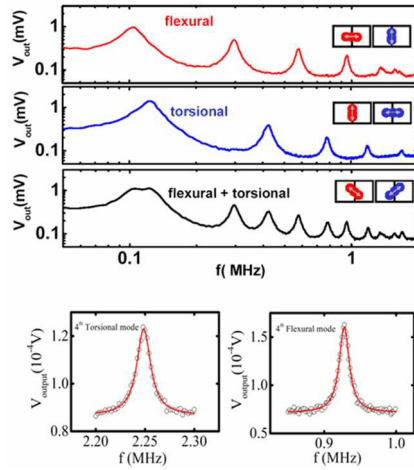 flexural
V_out(mV)
1
0.1
torsional
V_out(mV)
1
0.1
flexural + torsional
V_out(mV)
1
0.1
0.1 1
f( MHz)
4th Torsional mode
V_output(10⁻⁴V)
1.2
1.0
0.8
2.20 2.25 2.30
f (MHz)
4th Flexural mode
V_output(10⁻⁴V)
1.5
1.0
0.5
0.9 1.0
f (MHz)